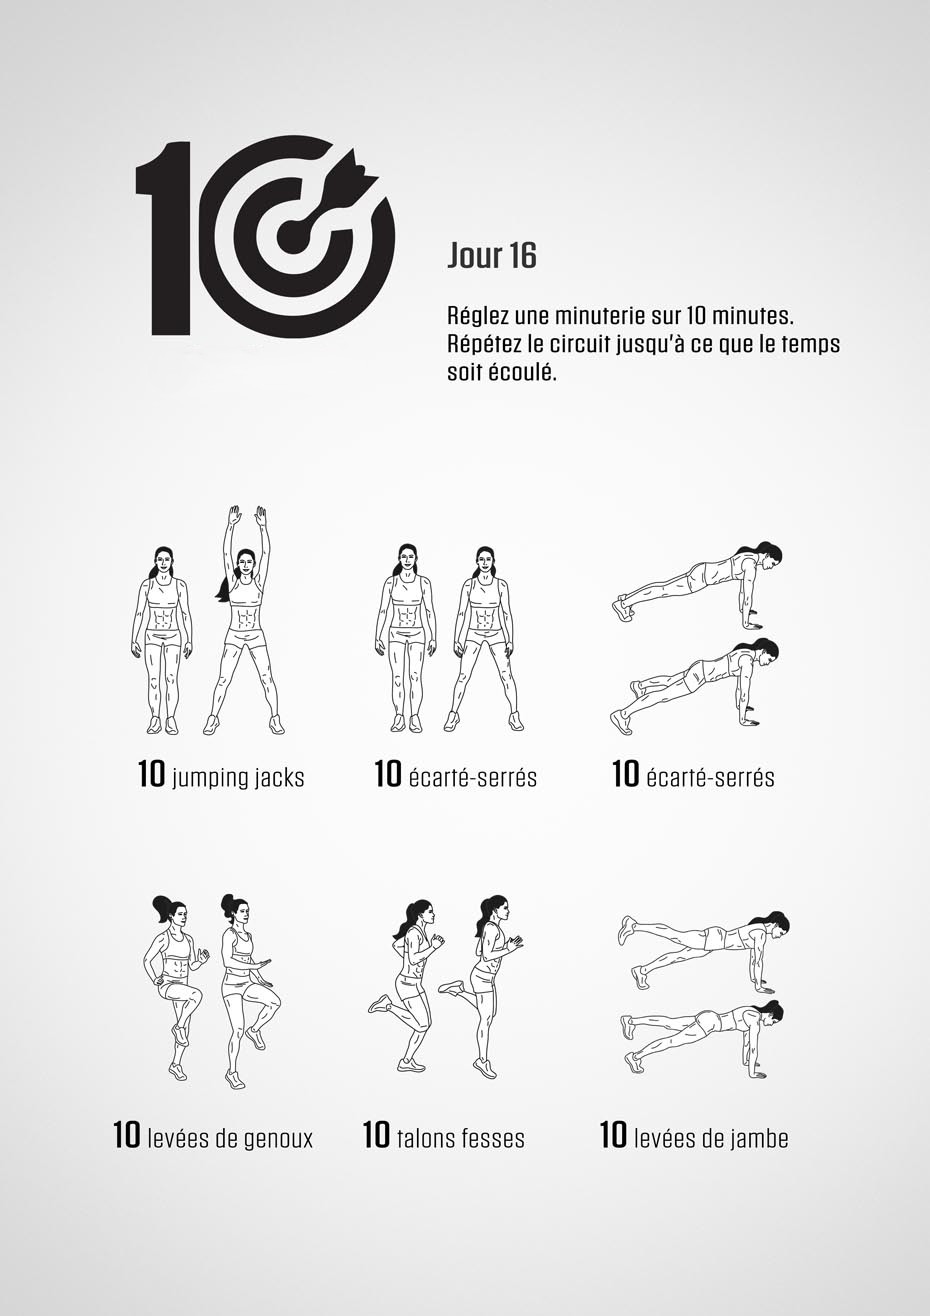 10
Jour 16
Réglez une minuterie sur 10 minutes.
Répétez le circuit jusqu'à ce que le temps
soit écoulé.
10 jumping jacks
10 écarté-serrés
10 écarté-serrés
10 levées de genoux
10 talons fesses
10 levées de jambe